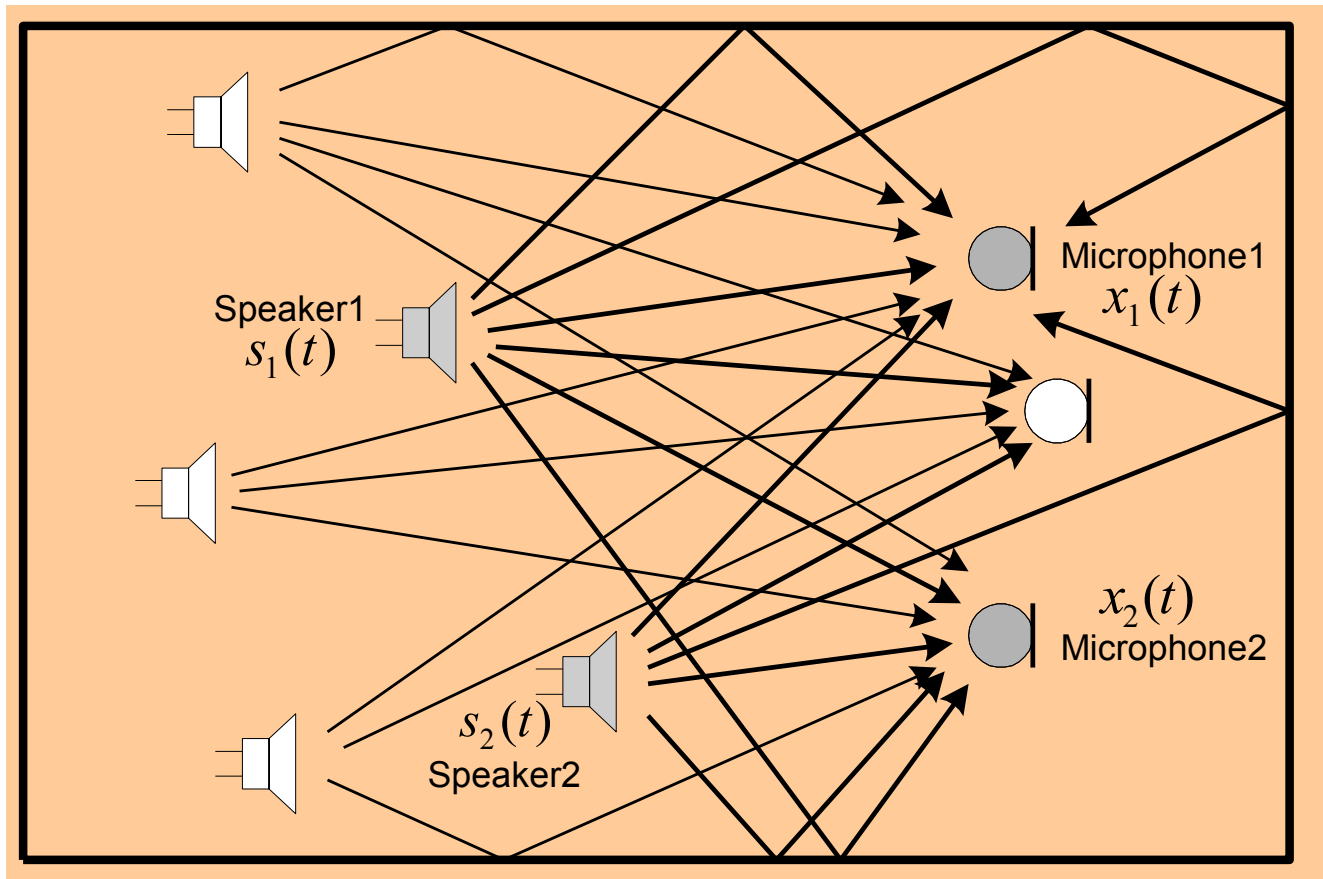 Microphone1
x₁(t)
Speaker1
s₁(t)
x₂(t)
Microphone2
s₂(t)
Speaker2